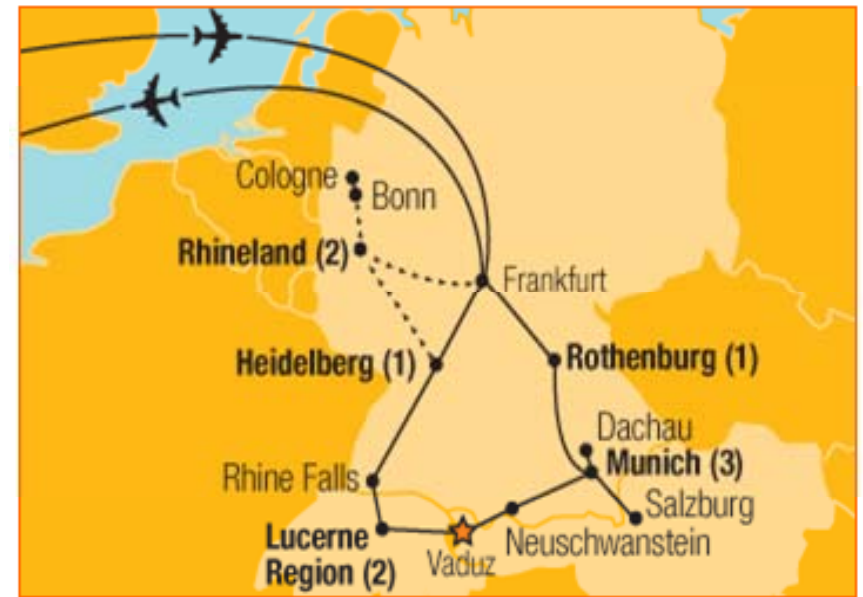 Cologne
Bonn
Rhineland (2)
Frankfurt
Heidelberg (1)
Rothenburg (1)
Dachau
Munich (3)
Rhine Falls
Salzburg
Lucerne
Region (2)
Vaduz
Neuschwanstein